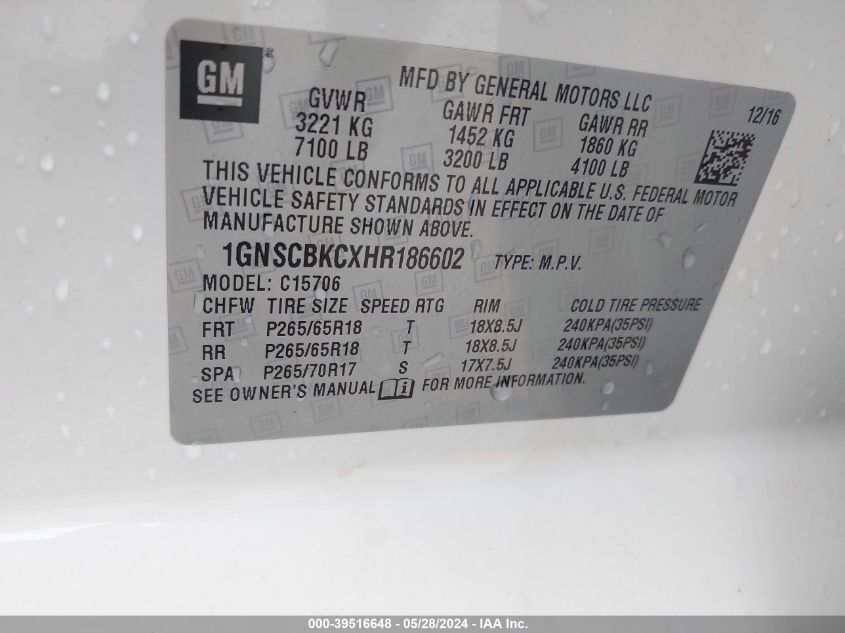 GM
MFD BY GENERAL MOTORS LLC
12/16
GVWR GAWR FRT GAWR RR
3221 KG 1452 KG 1860 KG
7100 LB 3200 LB 4100 LB
THIS VEHICLE CONFORMS TO ALL APPLICABLE U.S. FEDERAL MOTOR
VEHICLE SAFETY STANDARDS IN EFFECT ON THE DATE OF
MANUFACTURE SHOWN ABOVE.
1GNSCBKCXHR186602 TYPE: M.P.V.
MODEL: C15706
CHFW TIRE SIZE SPEED RTG RIM COLD TIRE PRESSURE
FRT P265/65R18 T 18X8.5J 240KPA(35PSI)
RR P265/65R18 T 18X8.5J 240KPA(35PSI)
SPA P265/70R17 S 17X7.5J 240KPA(35PSI)
SEE OWNER'S MANUAL i FOR MORE INFORMATION.
000-39516648 - 05/28/2024 - IAA Inc.